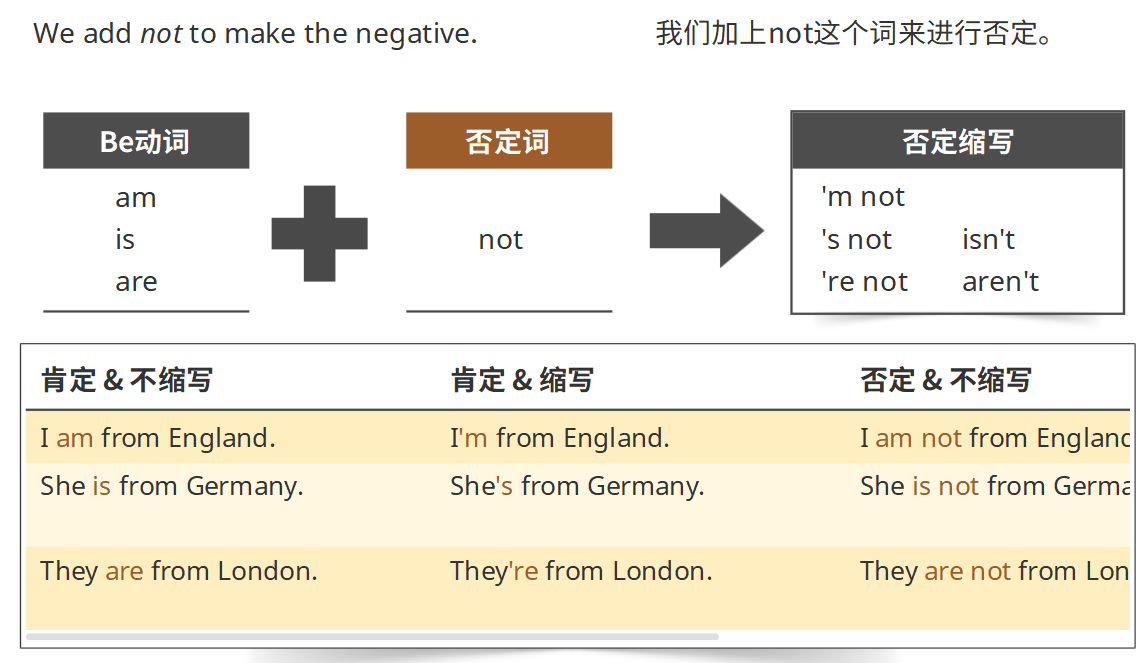 We add not to make the negative.
我们加上not这个词来进行否定。
Be动词
am
is
are
否定词
not
否定缩写
'm not
's not isn't
're not aren't
肯定 & 不缩写 肯定 & 缩写 否定 & 不缩写
I am from England. I'm from England. I am not from England
She is from Germany. She's from Germany. She is not from Germa
They are from London. They're from London. They are not from Lon